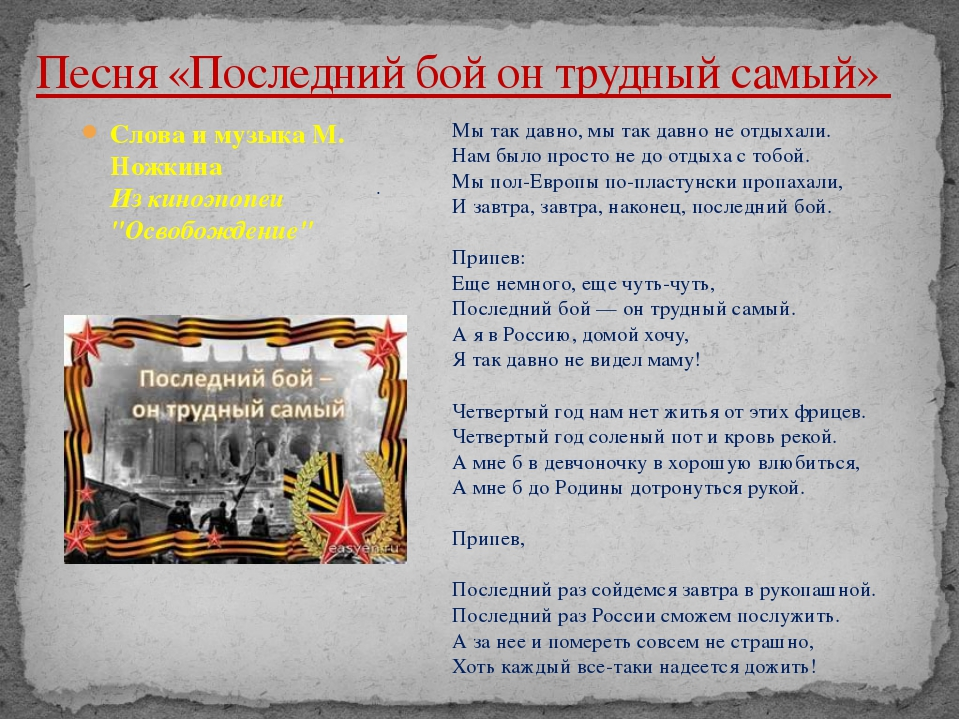 Песня «Последний бой он трудный самый»
Слова и музыка М.
Ножкина
Из киноэпопеи
"Освобождение"
.
Последний бой –
он трудный самый
easyen.ru
Мы так давно, мы так давно не отдыхали.
Нам было просто не до отдыха с тобой.
Мы пол-Европы по-пластунски пропахали,
И завтра, завтра, наконец, последний бой.
Припев:
Еще немного, еще чуть-чуть,
Последний бой — он трудный самый.
А я в Россию, домой хочу,
Я так давно не видел маму!
Четвертый год нам нет житья от этих фрицев.
Четвертый год соленый пот и кровь рекой.
А мне б в девчоночку в хорошую влюбиться,
А мне б до Родины дотронуться рукой.
Припев,
Последний раз сойдемся завтра в рукопашной.
Последний раз России сможем послужить.
А за нее и помереть совсем не страшно,
Хоть каждый все-таки надеется дожить!